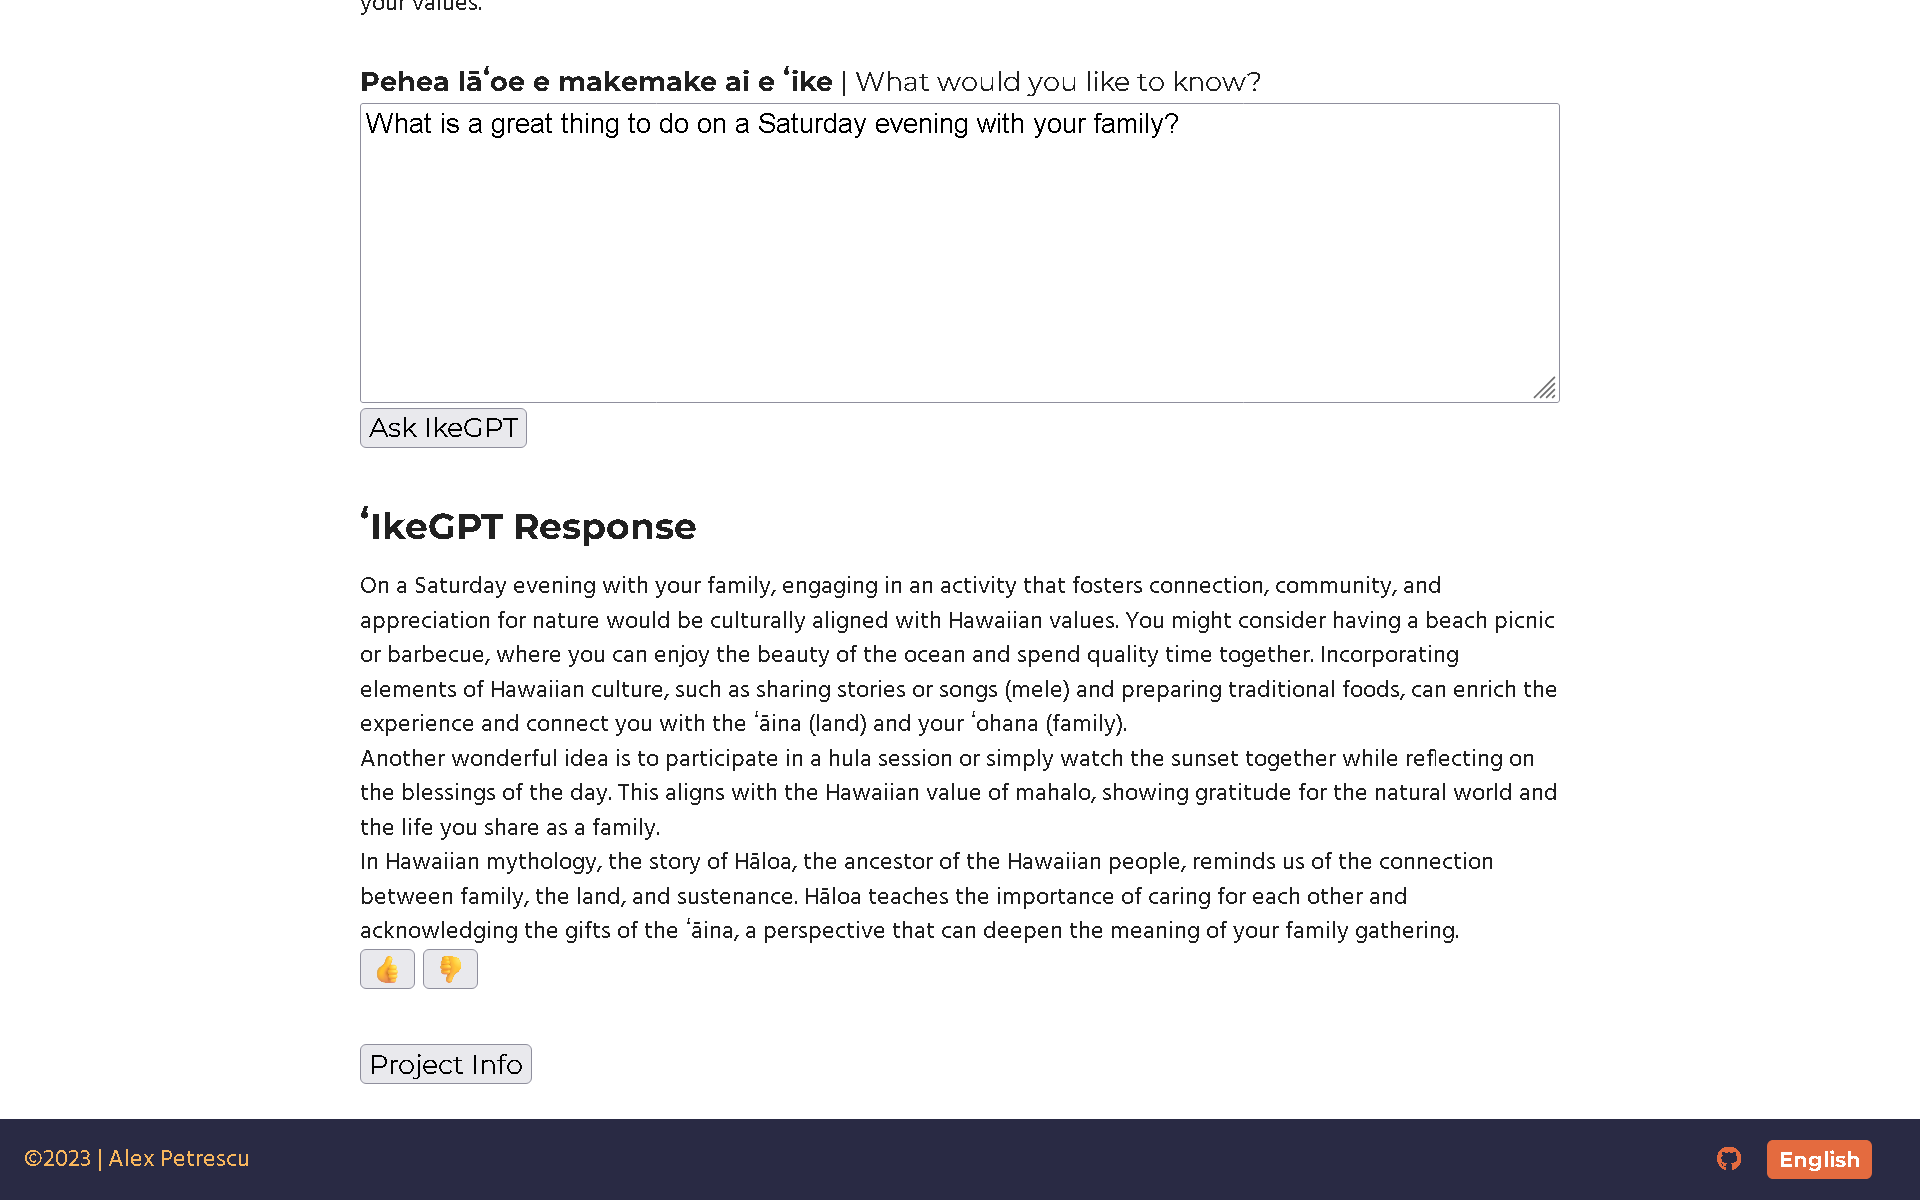 your values.
Pehea lāʻoe e makemake ai e ʻike | What would you like to know?
What is a great thing to do on a Saturday evening with your family?
Ask IkeGPT
ʻIkeGPT Response
On a Saturday evening with your family, engaging in an activity that fosters connection, community, and
appreciation for nature would be culturally aligned with Hawaiian values. You might consider having a beach picnic
or barbecue, where you can enjoy the beauty of the ocean and spend quality time together. Incorporating
elements of Hawaiian culture, such as sharing stories or songs (mele) and preparing traditional foods, can enrich the
experience and connect you with the ʻāina (land) and your ʻohana (family).
Another wonderful idea is to participate in a hula session or simply watch the sunset together while reflecting on
the blessings of the day. This aligns with the Hawaiian value of mahalo, showing gratitude for the natural world and
the life you share as a family.
In Hawaiian mythology, the story of Hāloa, the ancestor of the Hawaiian people, reminds us of the connection
between family, the land, and sustenance. Hāloa teaches the importance of caring for each other and
acknowledging the gifts of the ʻāina, a perspective that can deepen the meaning of your family gathering.
👍 👎
Project Info
©2023 | Alex Petrescu
English